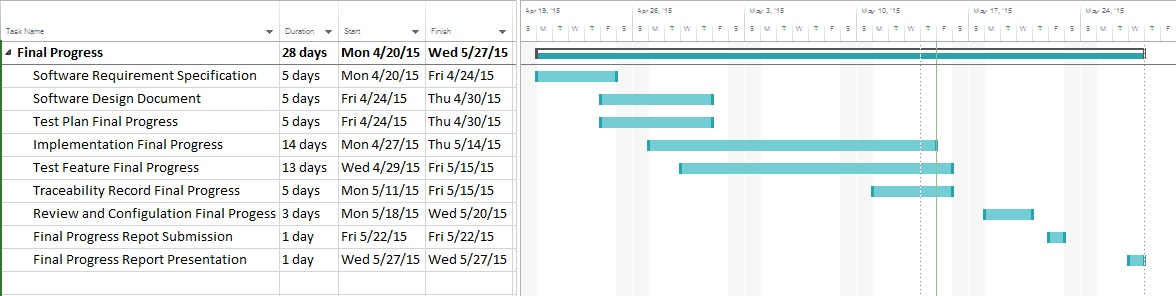 Apr 19, '15 Apr 26, '15 May 3, '15 May 10, '15 May 17, '15 May 24, '15
Task Name Duration Start Finish S M T W T F S S M T W T F S S M T W T F S S M T W T F S S M T W T F S S M T W T F
Final Progress 28 days Mon 4/20/15 Wed 5/27/15
Software Requirement Specification 5 days Mon 4/20/15 Fri 4/24/15
Software Design Document 5 days Fri 4/24/15 Thu 4/30/15
Test Plan Final Progress 5 days Fri 4/24/15 Thu 4/30/15
Implementation Final Progress 14 days Mon 4/27/15 Thu 5/14/15
Test Feature Final Progress 13 days Wed 4/29/15 Fri 5/15/15
Traceability Record Final Progress 5 days Mon 5/11/15 Fri 5/15/15
Review and Configulation Final Progess 3 days Mon 5/18/15 Wed 5/20/15
Final Progress Repot Submission 1 day Fri 5/22/15 Fri 5/22/15
Final Progress Report Presentation 1 day Wed 5/27/15 Wed 5/27/15